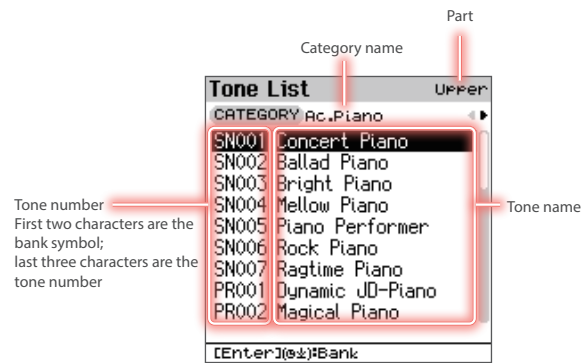 Part
Category name
Tone List Upper
CATEGORY Ac.Piano
SN001 Concert Piano
SN002 Ballad Piano
SN003 Bright Piano
SN004 Mellow Piano
SN005 Piano Performer
SN006 Rock Piano
SN007 Ragtime Piano
PR001 Dynamic JD-Piano
PR002 Magical Piano
[Enter]:Bank
Tone number
First two characters are the
bank symbol;
last three characters are the
tone number
Tone name